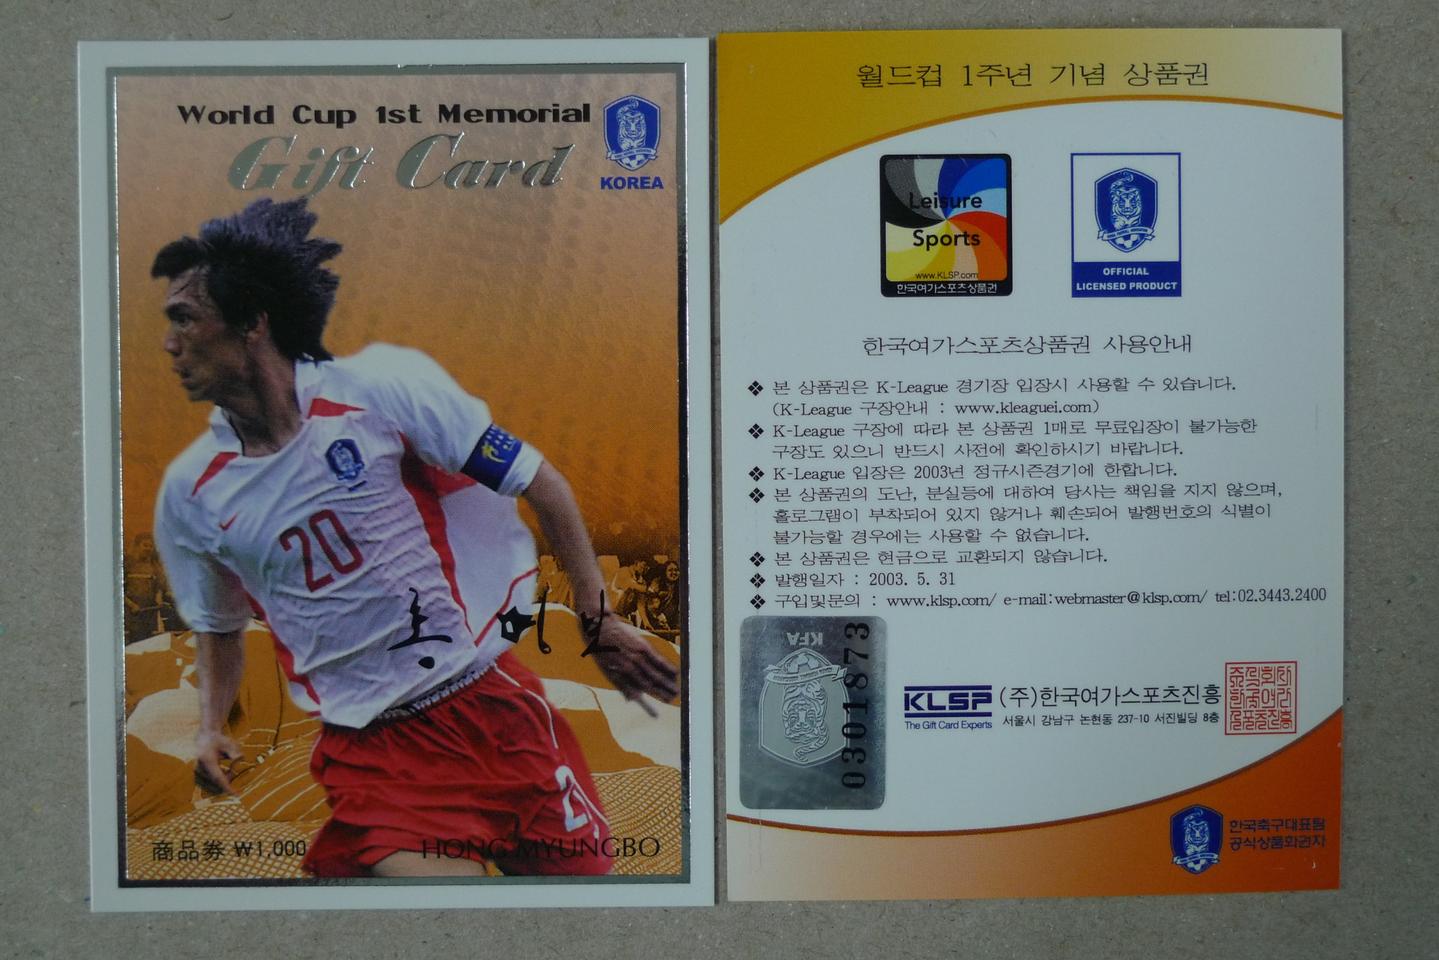 World Cup 1st Memorial
Gift Card
KOREA
20
홍명보
2
商品券 ₩1,000
HONG MYUNGBO
월드컵 1주년 기념 상품권
Leisure
Sports
www.KLSP.com
한국여가스포츠상품권
OFFICIAL
LICENSED PRODUCT
한국여가스포츠상품권 사용안내
❖ 본 상품권은 K-League 경기장 입장시 사용할 수 있습니다.
(K-League 구장안내 : www.kleaguei.com)
❖ K-League 구장에 따라 본 상품권 1매로 무료입장이 불가능한
구장도 있으니 반드시 사전에 확인하시기 바랍니다.
❖ K-League 입장은 2003년 정규시즌경기에 한합니다.
❖ 본 상품권의 도난, 분실등에 대하여 당사는 책임을 지지 않으며,
홀로그램이 부착되어 있지 않거나 훼손되어 발행번호의 식별이
불가능할 경우에는 사용할 수 없습니다.
❖ 본 상품권은 현금으로 교환되지 않습니다.
❖ 발행일자 : 2003. 5. 31
❖ 구입및문의 : www.klsp.com/ e-mail:webmaster@klsp.com/ tel:02.3443.2400
KFA
0301873
KLSP (주)한국여가스포츠진흥
The Gift Card Experts 서울시 강남구 논현동 237-10 서진빌딩 8층
한국축구대표팀
공식상품화권자